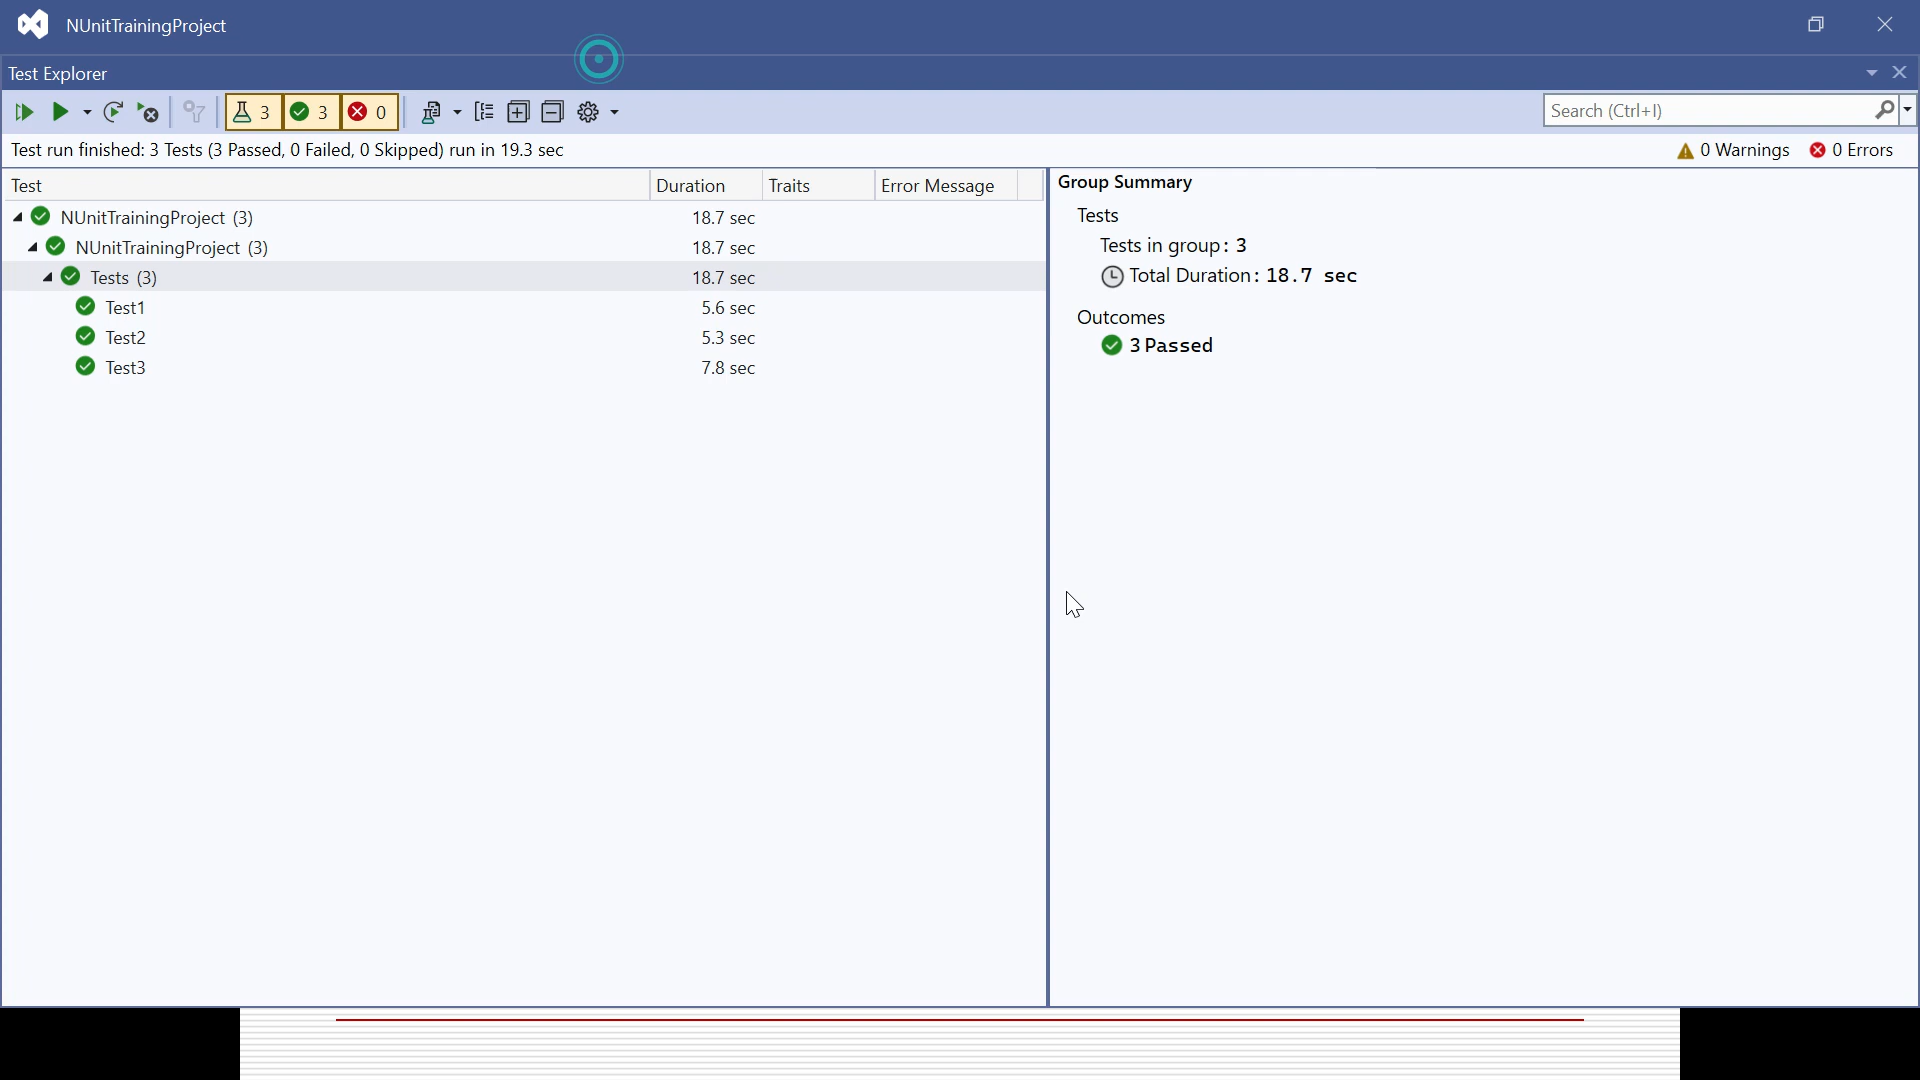 NUnitTrainingProject
Test Explorer
3 3 0
Search (Ctrl+I)
Test run finished: 3 Tests (3 Passed, 0 Failed, 0 Skipped) run in 19.3 sec
0 Warnings 0 Errors
Test Duration Traits Error Message
NUnitTrainingProject (3) 18.7 sec
NUnitTrainingProject (3) 18.7 sec
Tests (3) 18.7 sec
Test1 5.6 sec
Test2 5.3 sec
Test3 7.8 sec
Group Summary
Tests
Tests in group: 3
Total Duration: 18.7 sec
Outcomes
3 Passed